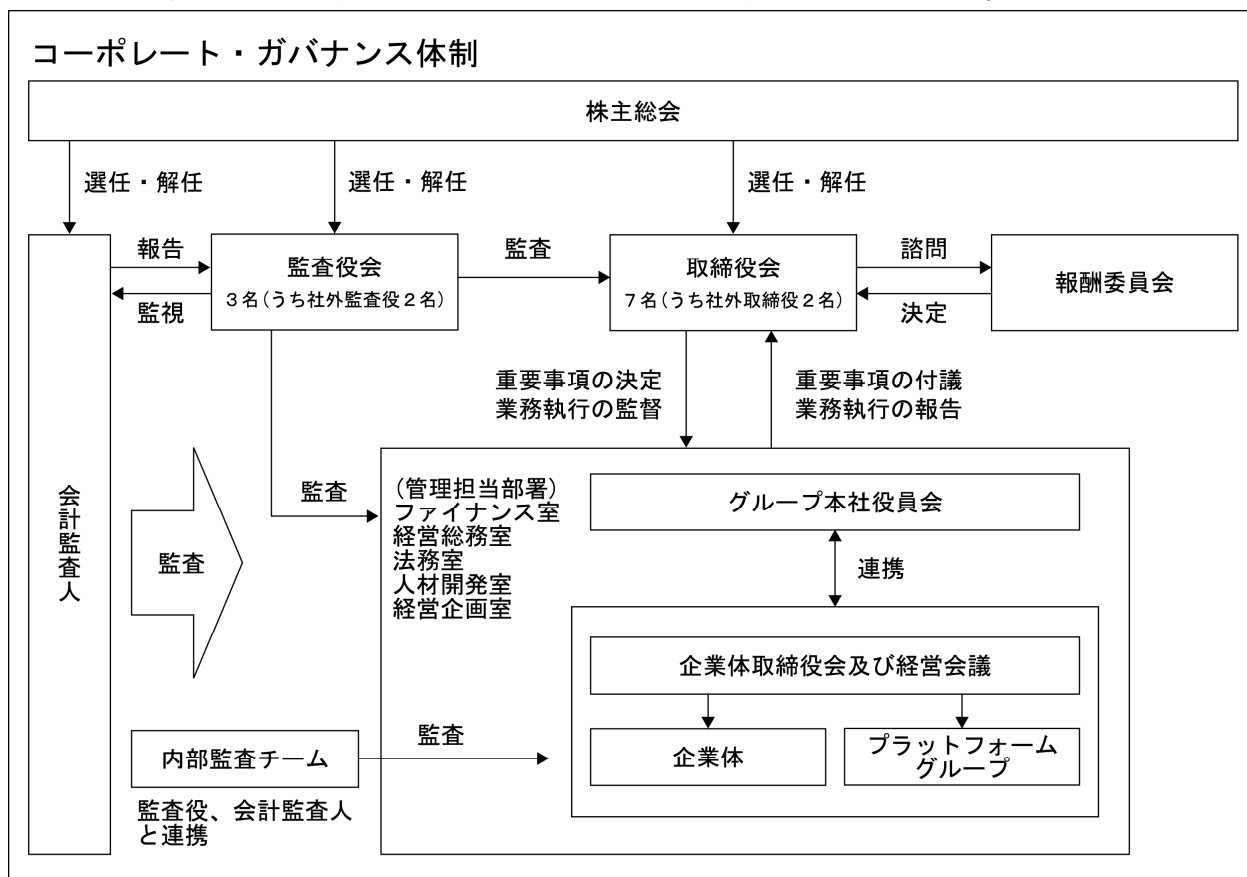 コーポレート・ガバナンス体制
株主総会
選任・解任
選任・解任
選任・解任
報告
監視
監査役会
3名(うち社外監査役2名)
監査
取締役会
7名(うち社外取締役2名)
諮問
決定
報酬委員会
重要事項の決定
業務執行の監督
重要事項の付議
業務執行の報告
会計監査人
監査
監査
(管理担当部署)
ファイナンス室
経営総務室
法務室
人材開発室
経営企画室
グループ本社役員会
連携
企業体取締役会及び経営会議
企業体
プラットフォーム
グループ
内部監査チーム
監査
監査役、会計監査人
と連携